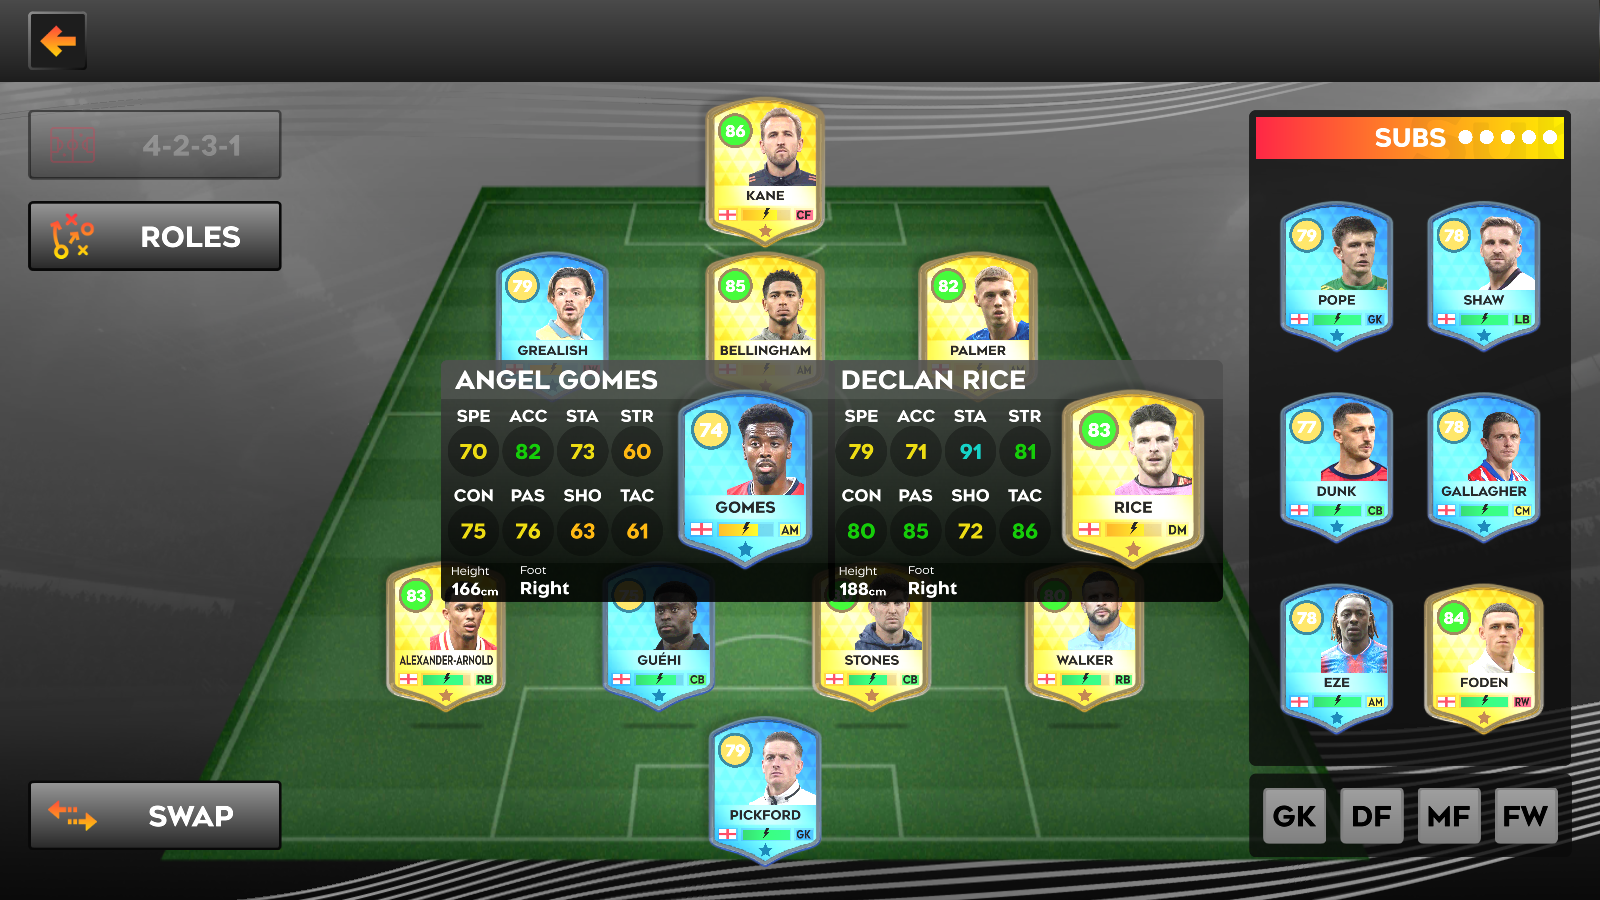 4-2-3-1
ROLES
SWAP
86
KANE
CF
79
GREALISH
85
BELLINGHAM
AM
82
PALMER
ANGEL GOMES
SPE ACC STA STR
70 82 73 60
CON PAS SHO TAC
75 76 63 61
Height
166cm
Foot
Right
74
GOMES
AM
DECLAN RICE
SPE ACC STA STR
79 71 91 81
CON PAS SHO TAC
80 85 72 86
Height
188cm
Foot
Right
83
RICE
DM
83
ALEXANDER-ARNOLD
RB
GUÉHI
CB
STONES
CB
80
WALKER
RB
79
PICKFORD
GK
SUBS
79
POPE
GK
78
SHAW
LB
77
DUNK
CB
78
GALLAGHER
CM
78
EZE
AM
84
FODEN
RW
GK DF MF FW